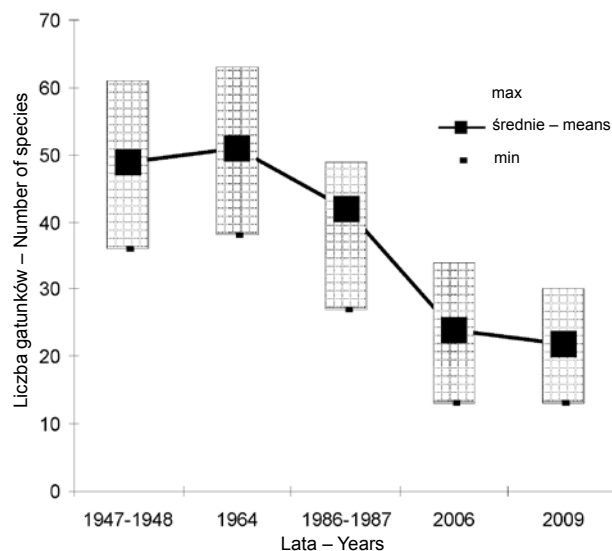 70
60
50
40
30
20
10
0
Liczba gatunków – Number of species
max
średnie – means
min
1947-1948 1964 1986-1987 2006 2009
Lata – Years